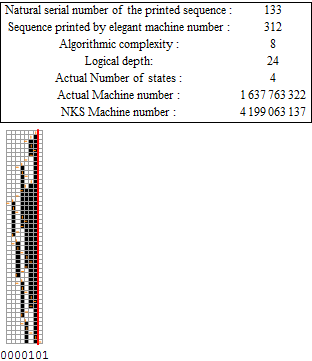 Natural serial number of the printed sequence : 133
Sequence printed by elegant machine number : 312
Algorithmic complexity : 8
Logical depth: 24
Actual Number of states : 4
Actual Machine number : 1 637 763 322
NKS Machine number : 4 199 063 137
0000101